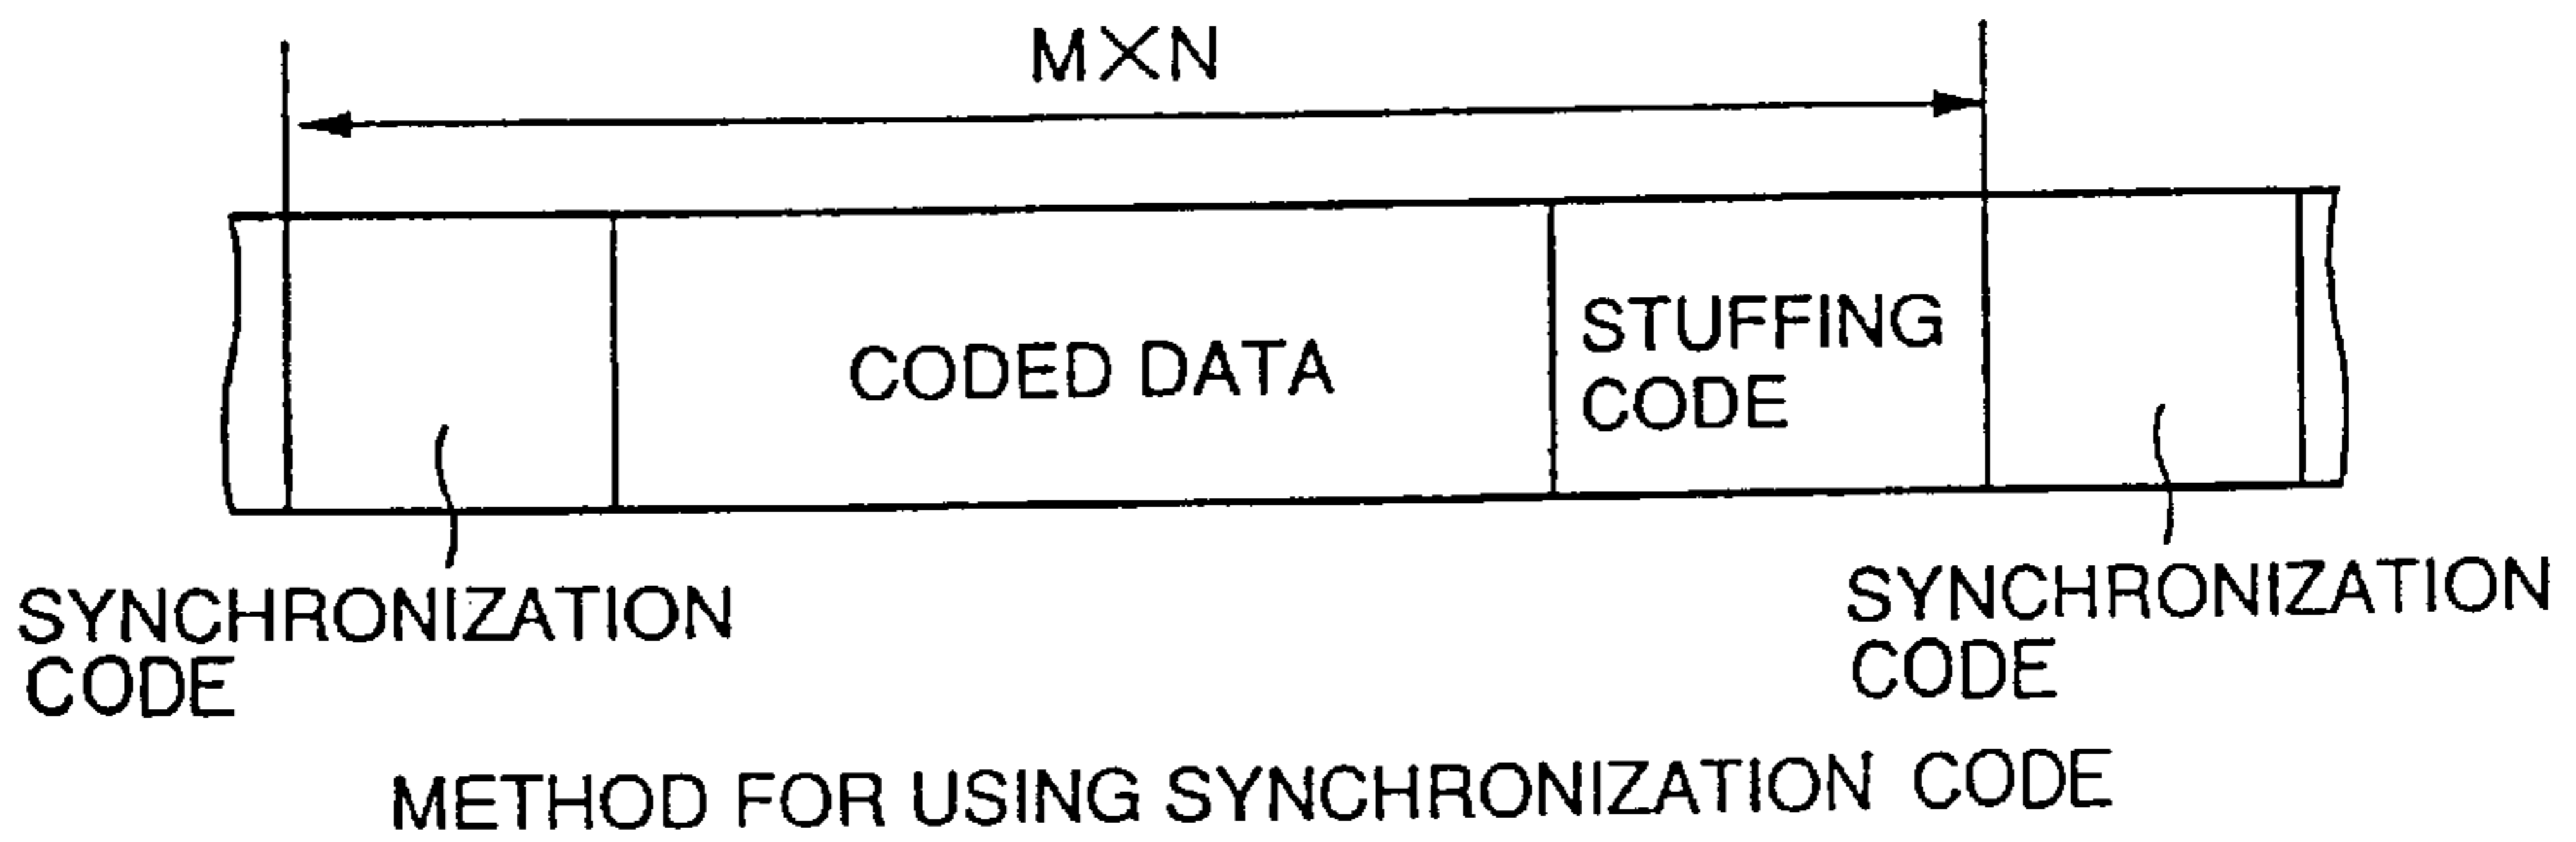 M×N
CODED DATA
STUFFING
CODE
SYNCHRONIZATION
CODE
SYNCHRONIZATION
CODE
METHOD FOR USING SYNCHRONIZATION CODE